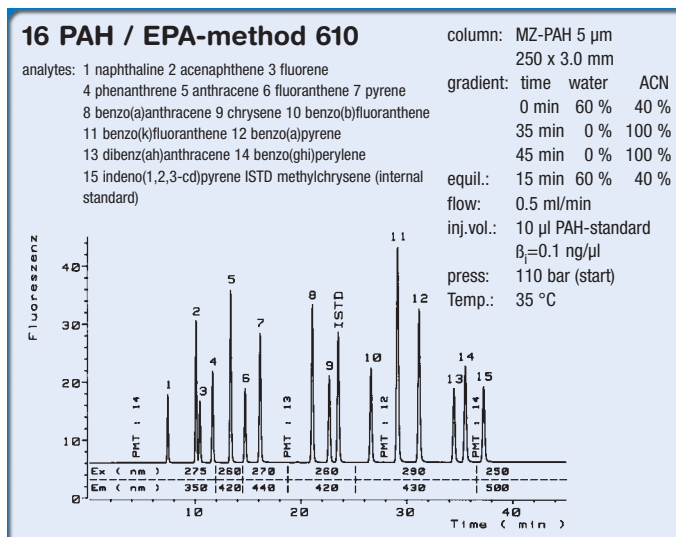 16 PAH / EPA-method 610
analytes: 1 naphthaline 2 acenaphthene 3 fluorene
4 phenanthrene 5 anthracene 6 fluoranthene 7 pyrene
8 benzo(a)anthracene 9 chrysene 10 benzo(b)fluoranthene
11 benzo(k)fluoranthene 12 benzo(a)pyrene
13 dibenz(ah)anthracene 14 benzo(ghi)perylene
15 indeno(1,2,3-cd)pyrene ISTD methylchrysene (internal
standard)
column: MZ-PAH 5 µm
250 x 3.0 mm
gradient: time water ACN
0 min 60 % 40 %
35 min 0 % 100 %
45 min 0 % 100 %
equil.: 15 min 60 % 40 %
flow: 0.5 ml/min
inj.vol.: 10 µl PAH-standard
ßi=0.1 ng/µl
press: 110 bar (start)
Temp.: 35 °C
Fluoreszenz
40
30
20
10
0
1
2
3
4
5
6
7
8
9
ISTD
10
11
12
13
14
15
PMT : 14
PMT : 13
PMT : 12
PMT : 14
Ex ( nm ) 275 260 270 260 290 250
Em ( nm ) 350 420 440 420 430 500
10 20 30 40
Time ( min )